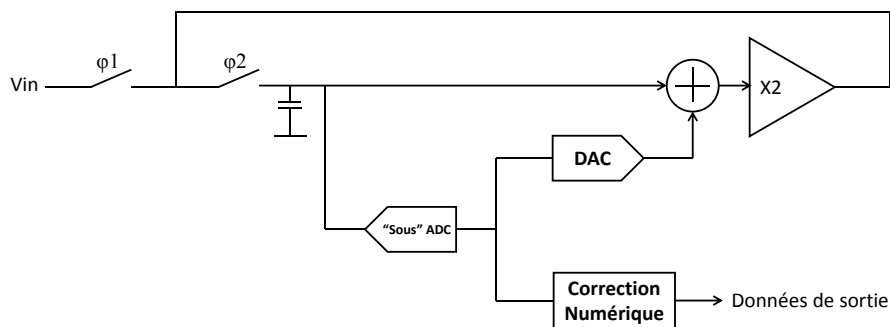 φ1
φ2
Vin
X2
DAC
"Sous" ADC
Correction
Numérique
Données de sortie